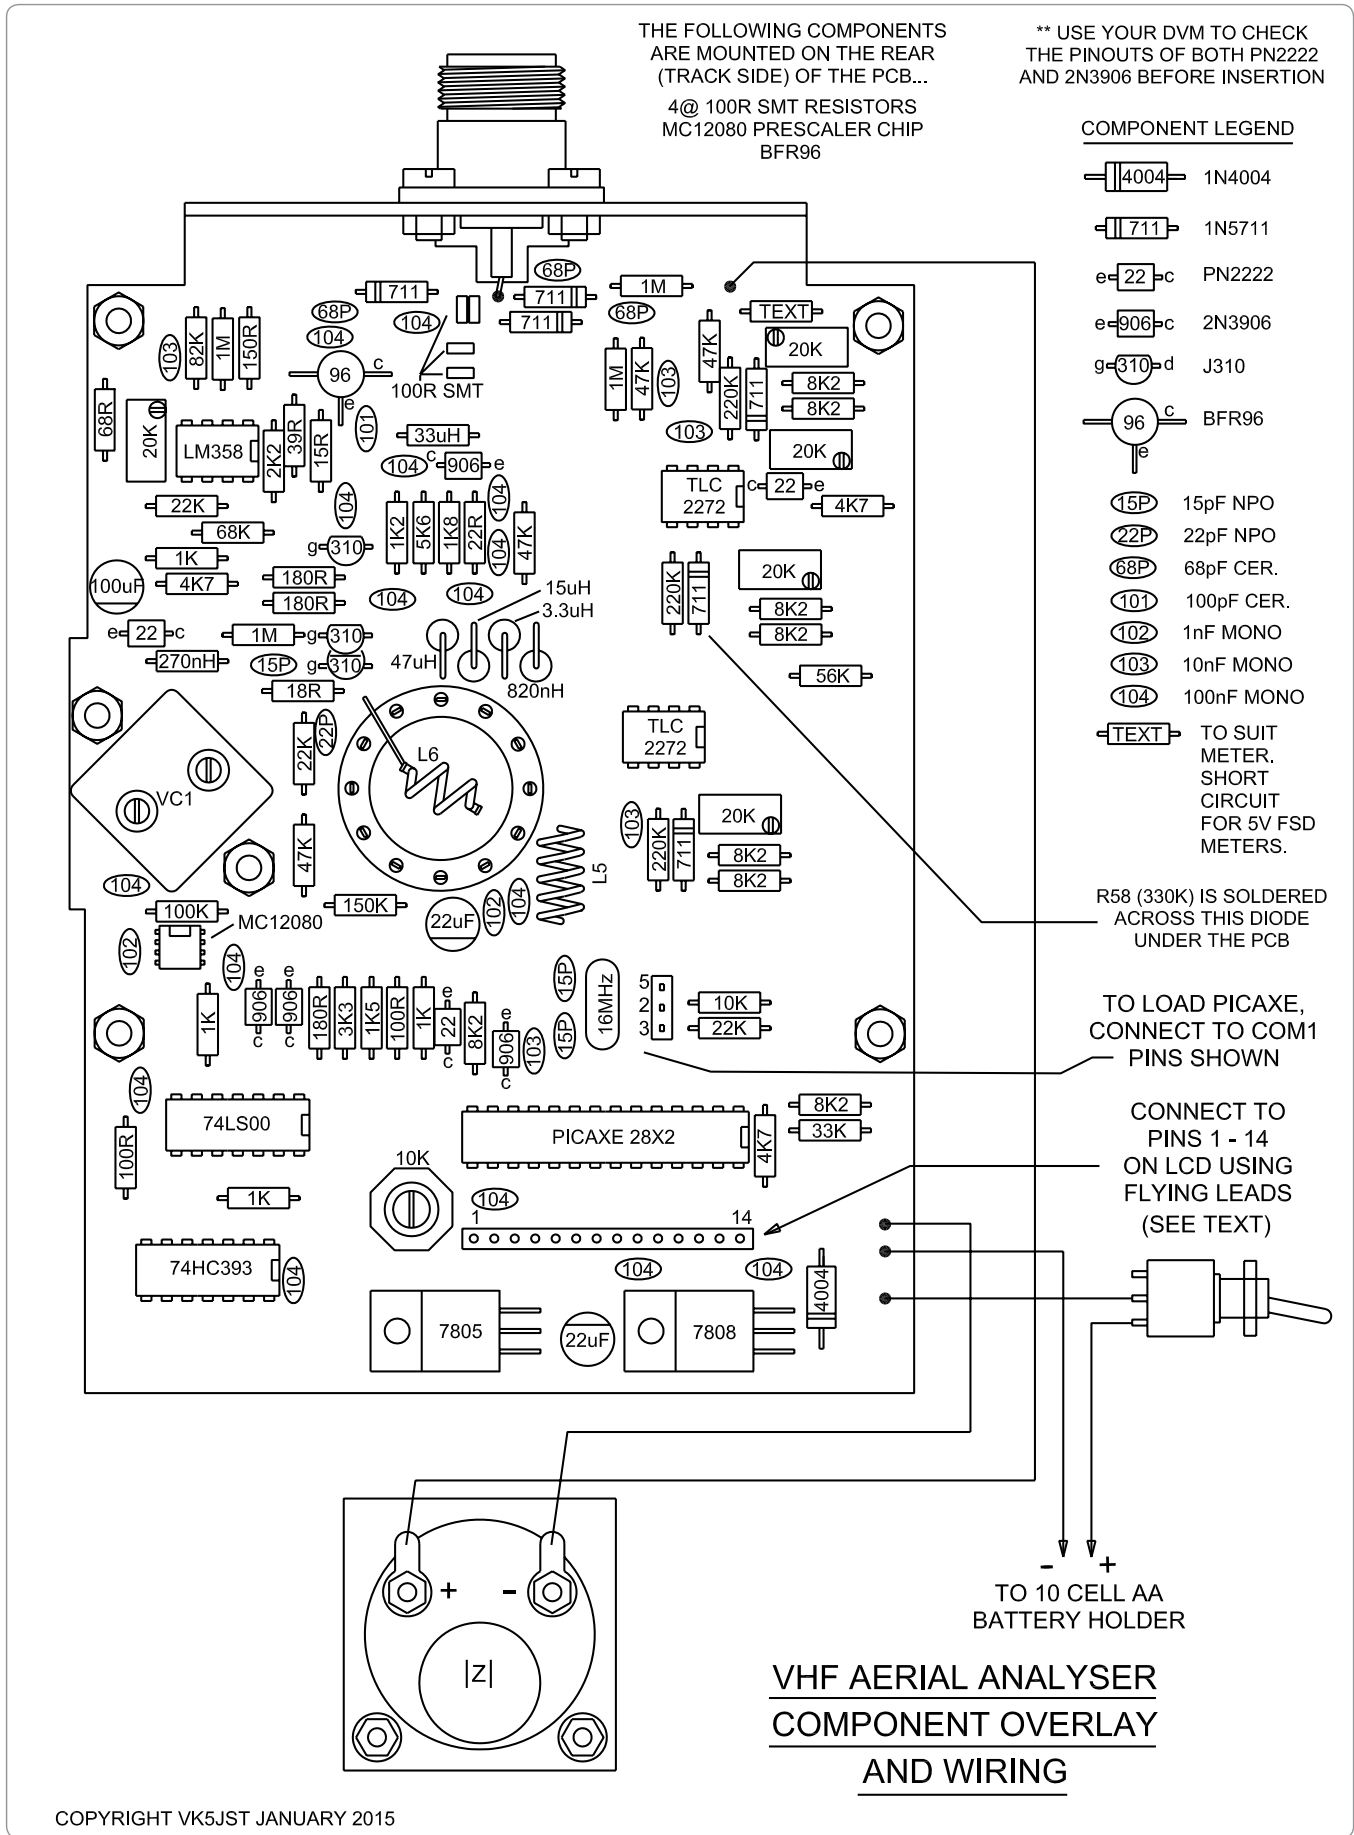 THE FOLLOWING COMPONENTS
ARE MOUNTED ON THE REAR
(TRACK SIDE) OF THE PCB...
4@ 100R SMT RESISTORS
MC12080 PRESCALER CHIP
BFR96
** USE YOUR DVM TO CHECK
THE PINOUTS OF BOTH PN2222
AND 2N3906 BEFORE INSERTION
COMPONENT LEGEND
4004 1N4004
711 1N5711
e 22 c PN2222
e 906 c 2N3906
g 310 d J310
96 c e BFR96
15P 15pF NPO
22P 22pF NPO
68P 68pF CER.
101 100pF CER.
102 1nF MONO
103 10nF MONO
104 100nF MONO
TEXT TO SUIT
METER.
SHORT
CIRCUIT
FOR 5V FSD
METERS.
R58 (330K) IS SOLDERED
ACROSS THIS DIODE
UNDER THE PCB
TO LOAD PICAXE,
CONNECT TO COM1
PINS SHOWN
CONNECT TO
PINS 1 - 14
ON LCD USING
FLYING LEADS
(SEE TEXT)
68P
711
711
711
68P
104
104
1M
68P
TEXT
103
82K
1M
150R
96
c
e
100R SMT
1M
47K
103
47K
220K
711
20K
8K2
8K2
68R
20K
LM358
2K2
39R
15R
101
33uH
104
c 906 e
103
20K
TLC
2272
c 22 e
4K7
22K
68K
1K
4K7
100uF
104
g 310
1K2
5K6
1K8
22R
104
104
47K
180R
180R
104
104
15uH
3.3uH
220K
711
20K
8K2
8K2
e 22 c
1M
g 310
270nH
15P
g 310
18R
47uH
820nH
56K
22K
22P
L6
TLC
2272
VC1
47K
103
220K
711
20K
8K2
8K2
L5
104
100K
MC12080
150K
22uF
102
104
102
104
1K
e
906
c
e
906
c
180R
3K3
1K5
100R
1K
e
22
c
8K2
e
906
c
103
15P
15P
16MHz
5
2
3
10K
22K
104
74LS00
100R
1K
PICAXE 28X2
4K7
8K2
33K
10K
104
1
14
74HC393
104
104
104
4004
7805
22uF
7808
+
-
|Z|
- +
TO 10 CELL AA
BATTERY HOLDER
VHF AERIAL ANALYSER
COMPONENT OVERLAY
AND WIRING
COPYRIGHT VK5JST JANUARY 2015